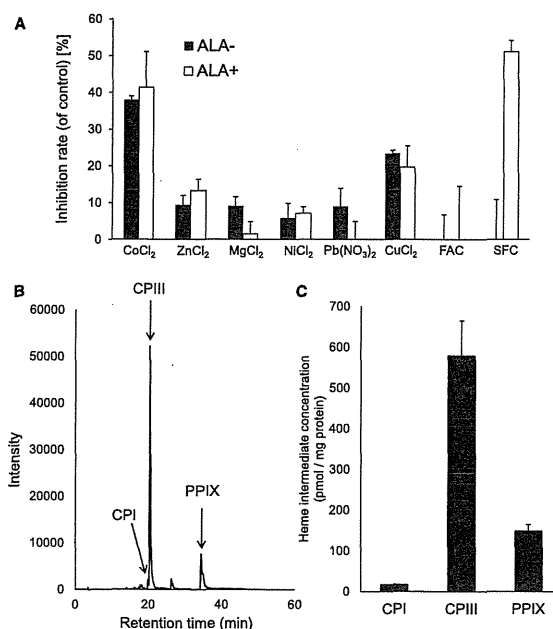 A
Inhibition rate (of control) [%]
60
50
40
30
20
10
0
ALA-
ALA+
CoCl2 ZnCl2 MgCl2 NiCl2 Pb(NO3)2 CuCl2 FAC SFC
B
CPIII
60000
50000
40000
30000
20000
10000
0
Intensity
CPI
PPIX
0 20 40 60
Retention time (min)
C
Heme intermediate concentration
(pmol / mg protein)
700
600
500
400
300
200
100
0
CPI CPIII PPIX